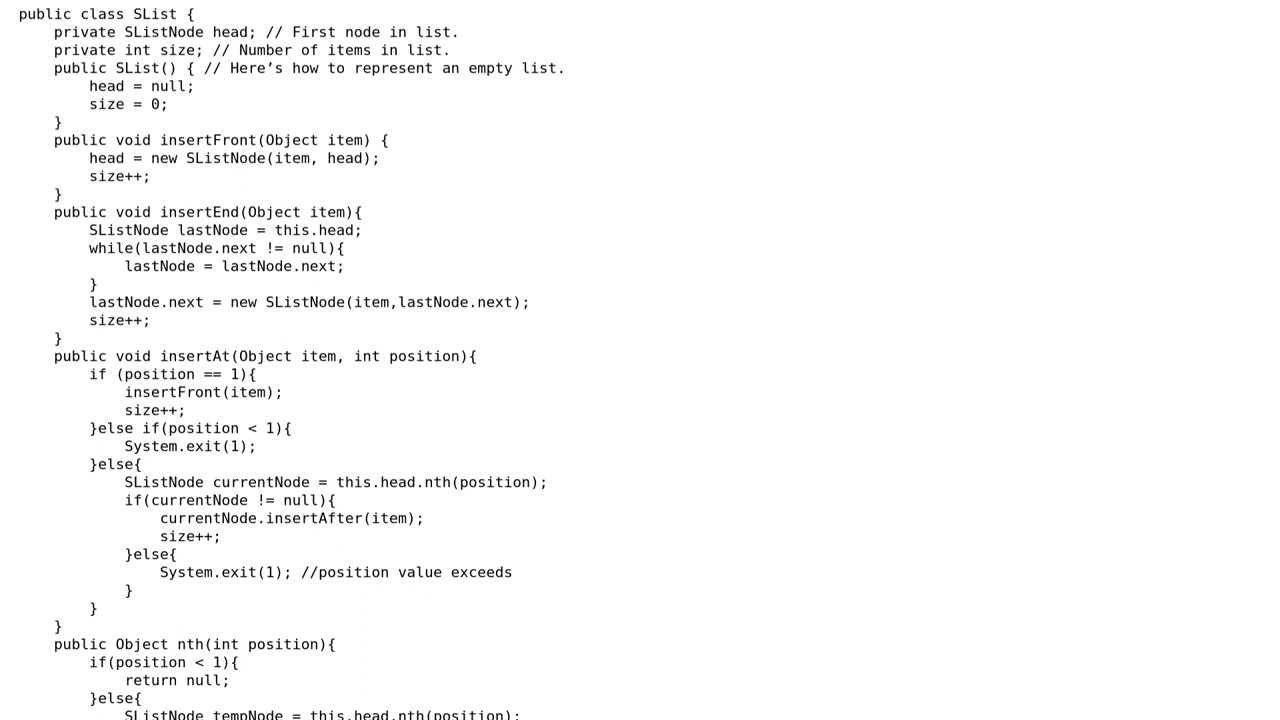 public class SList {
    private SListNode head; // First node in list.
    private int size; // Number of items in list.
    public SList() { // Here’s how to represent an empty list.
        head = null;
        size = 0;
    }
    public void insertFront(Object item) {
        head = new SListNode(item, head);
        size++;
    }
    public void insertEnd(Object item){
        SListNode lastNode = this.head;
        while(lastNode.next != null){
            lastNode = lastNode.next;
        }
        lastNode.next = new SListNode(item,lastNode.next);
        size++;
    }
    public void insertAt(Object item, int position){
        if (position == 1){
            insertFront(item);
            size++;
        }else if(position < 1){
            System.exit(1);
        }else{
            SListNode currentNode = this.head.nth(position);
            if(currentNode != null){
                currentNode.insertAfter(item);
                size++;
            }else{
                System.exit(1); //position value exceeds
            }
        }
    }
    public Object nth(int position){
        if(position < 1){
            return null;
        }else{
            SListNode tempNode = this.head.nth(position);